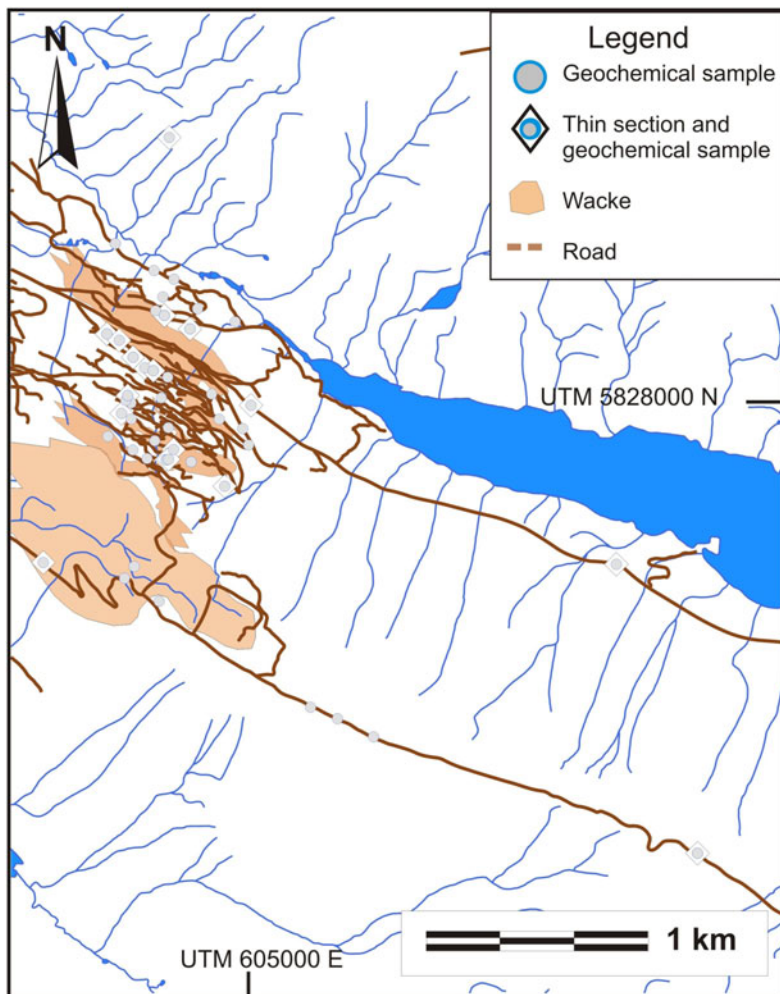 N
Legend
Geochemical sample
Thin section and
geochemical sample
Wacke
Road
UTM 5828000 N
1 km
UTM 605000 E